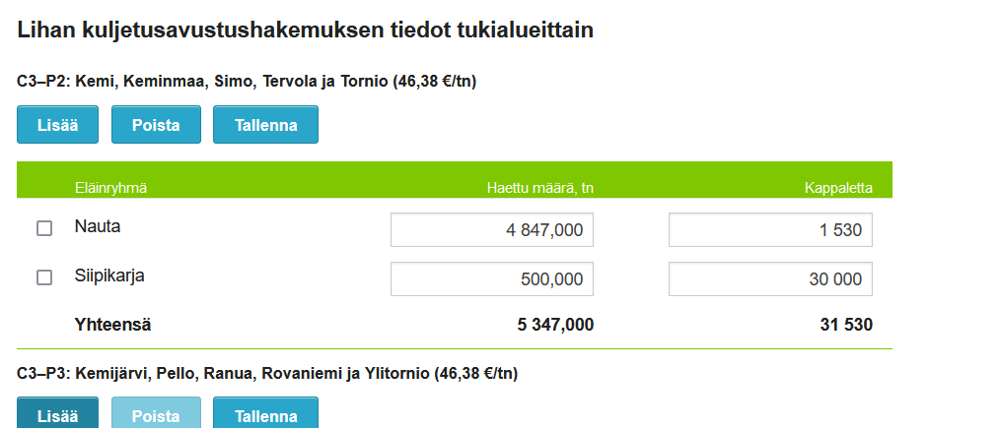 Lihan kuljetusavustushakemuksen tiedot tukialueittain
C3–P2: Kemi, Keminmaa, Simo, Tervola ja Tornio (46,38 €/tn)
Lisää Poista Tallenna
Eläinryhmä Haettu määrä, tn Kappaletta
Nauta 4 847,000 1 530
Siipikarja 500,000 30 000
Yhteensä 5 347,000 31 530
C3–P3: Kemijärvi, Pello, Ranua, Rovaniemi ja Ylitornio (46,38 €/tn)
Lisää Poista Tallenna